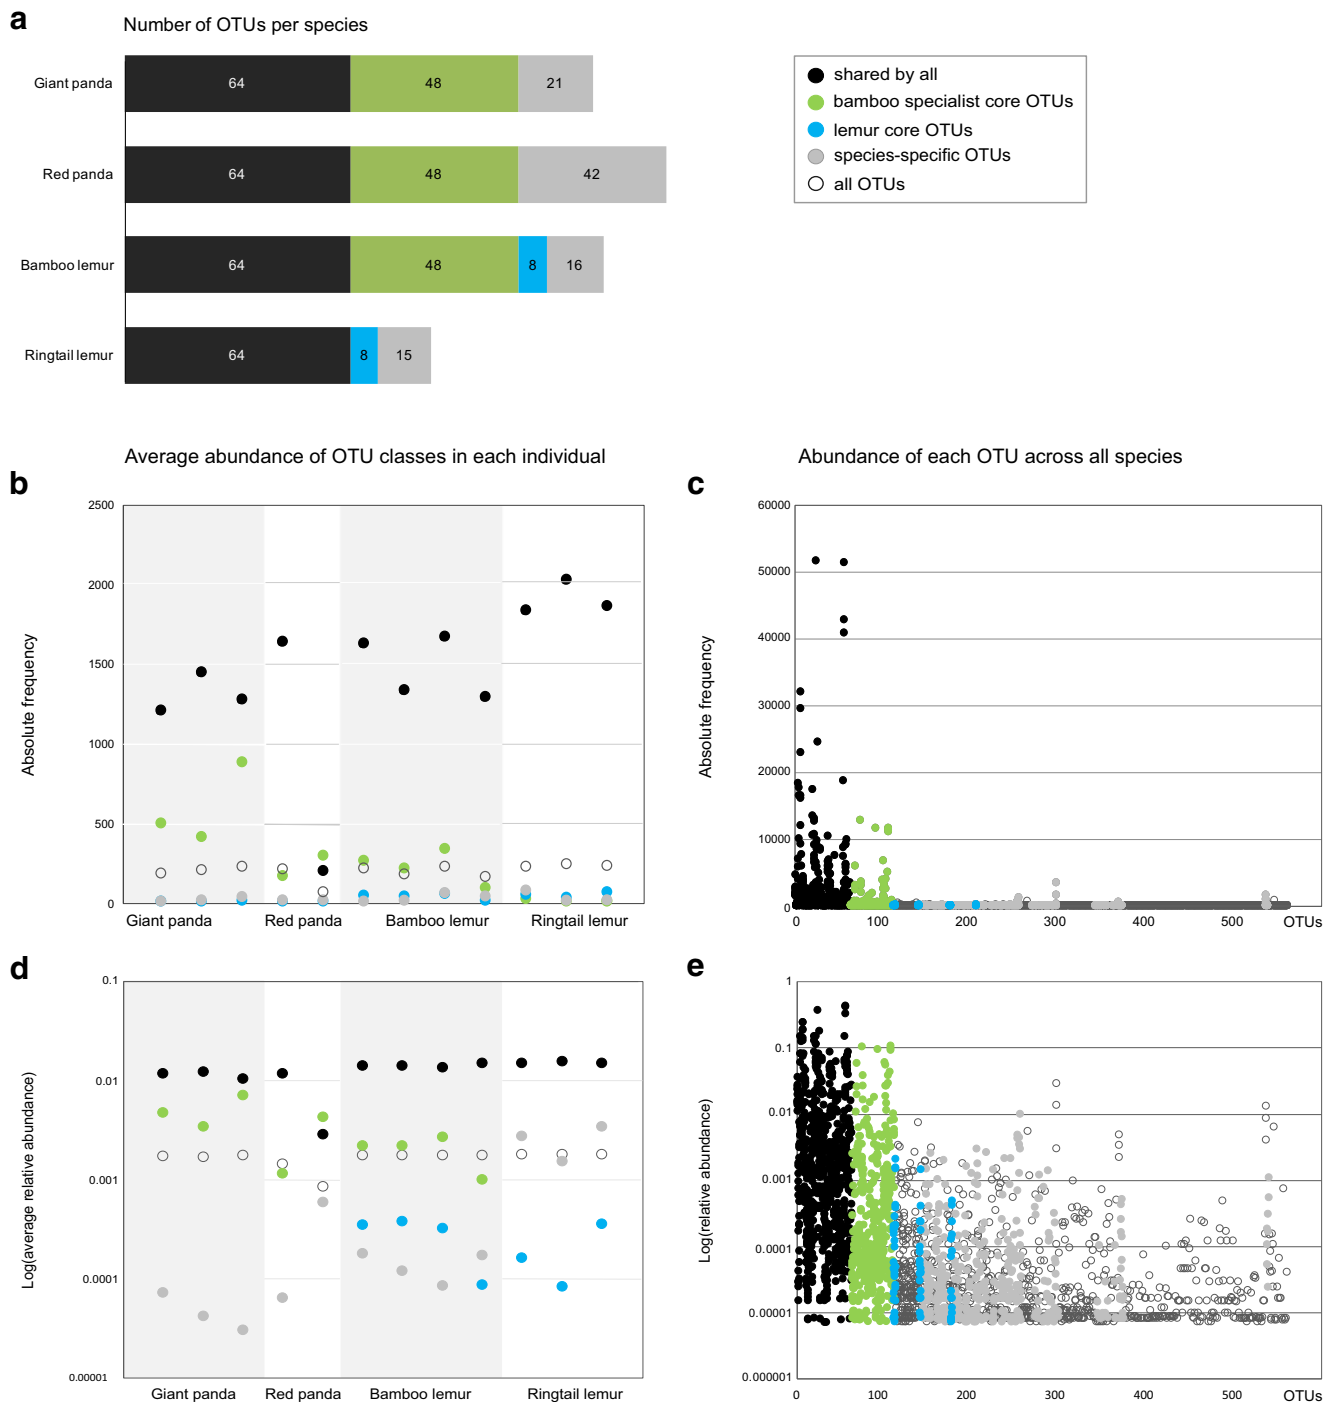 a
Number of OTUs per species
Giant panda
64
48
21
Red panda
64
48
42
Bamboo lemur
64
48
8
16
Ringtail lemur
64
8
15
shared by all
bamboo specialist core OTUs
lemur core OTUs
species-specific OTUs
all OTUs
Average abundance of OTU classes in each individual
b
Absolute frequency
2500
2000
1500
1000
500
0
Giant panda
Red panda
Bamboo lemur
Ringtail lemur
Abundance of each OTU across all species
c
Absolute frequency
60000
50000
40000
30000
20000
10000
0
0
100
200
300
400
500
OTUs
d
Log(average relative abundance)
0.1
0.01
0.001
0.0001
0.00001
Giant panda
Red panda
Bamboo lemur
Ringtail lemur
e
Log(relative abundance)
1
0.1
0.01
0.001
0.0001
0.00001
0.000001
0
100
200
300
400
500
OTUs